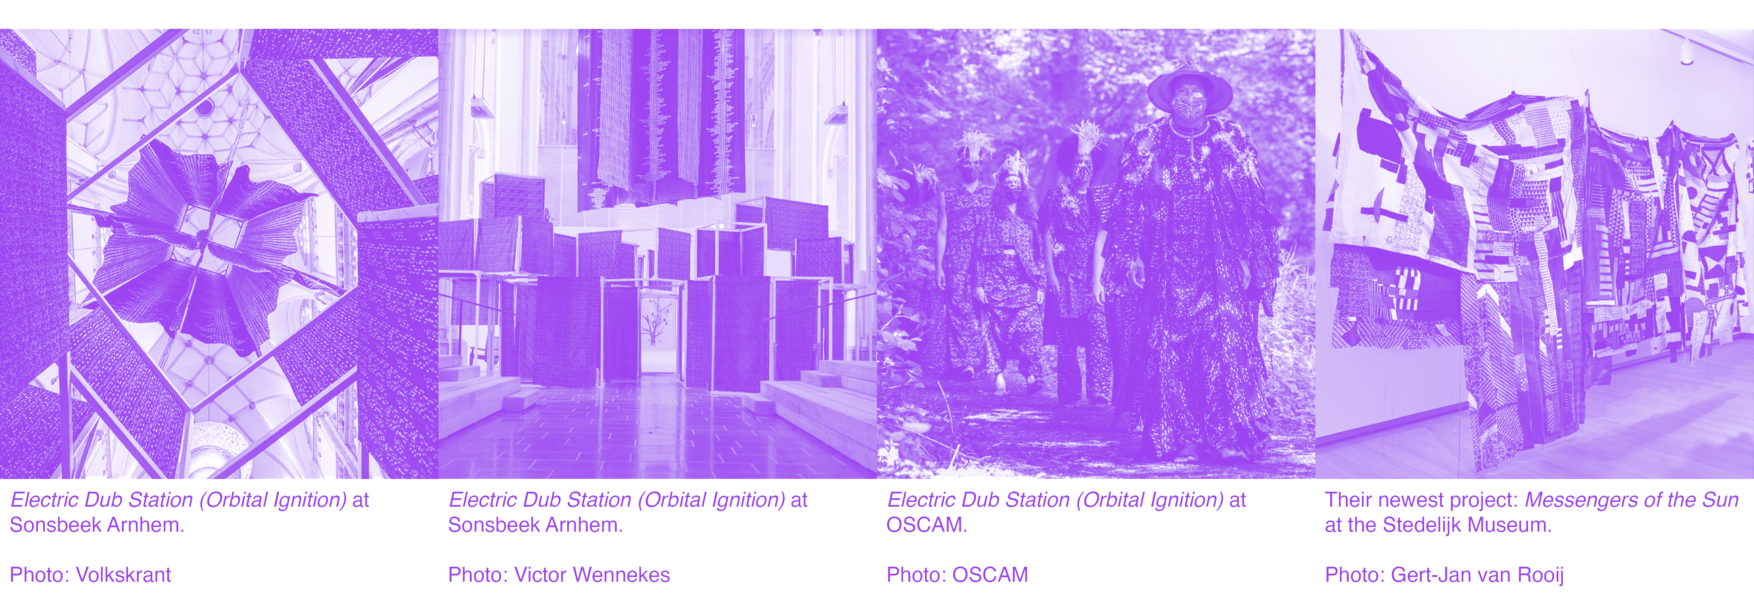 Electric Dub Station (Orbital Ignition) at
Sonsbeek Arnhem.
Photo: Volkskrant
Electric Dub Station (Orbital Ignition) at
Sonsbeek Arnhem.
Photo: Victor Wennekes
Electric Dub Station (Orbital Ignition) at
OSCAM.
Photo: OSCAM
Their newest project: Messengers of the Sun
at the Stedelijk Museum.
Photo: Gert-Jan van Rooij